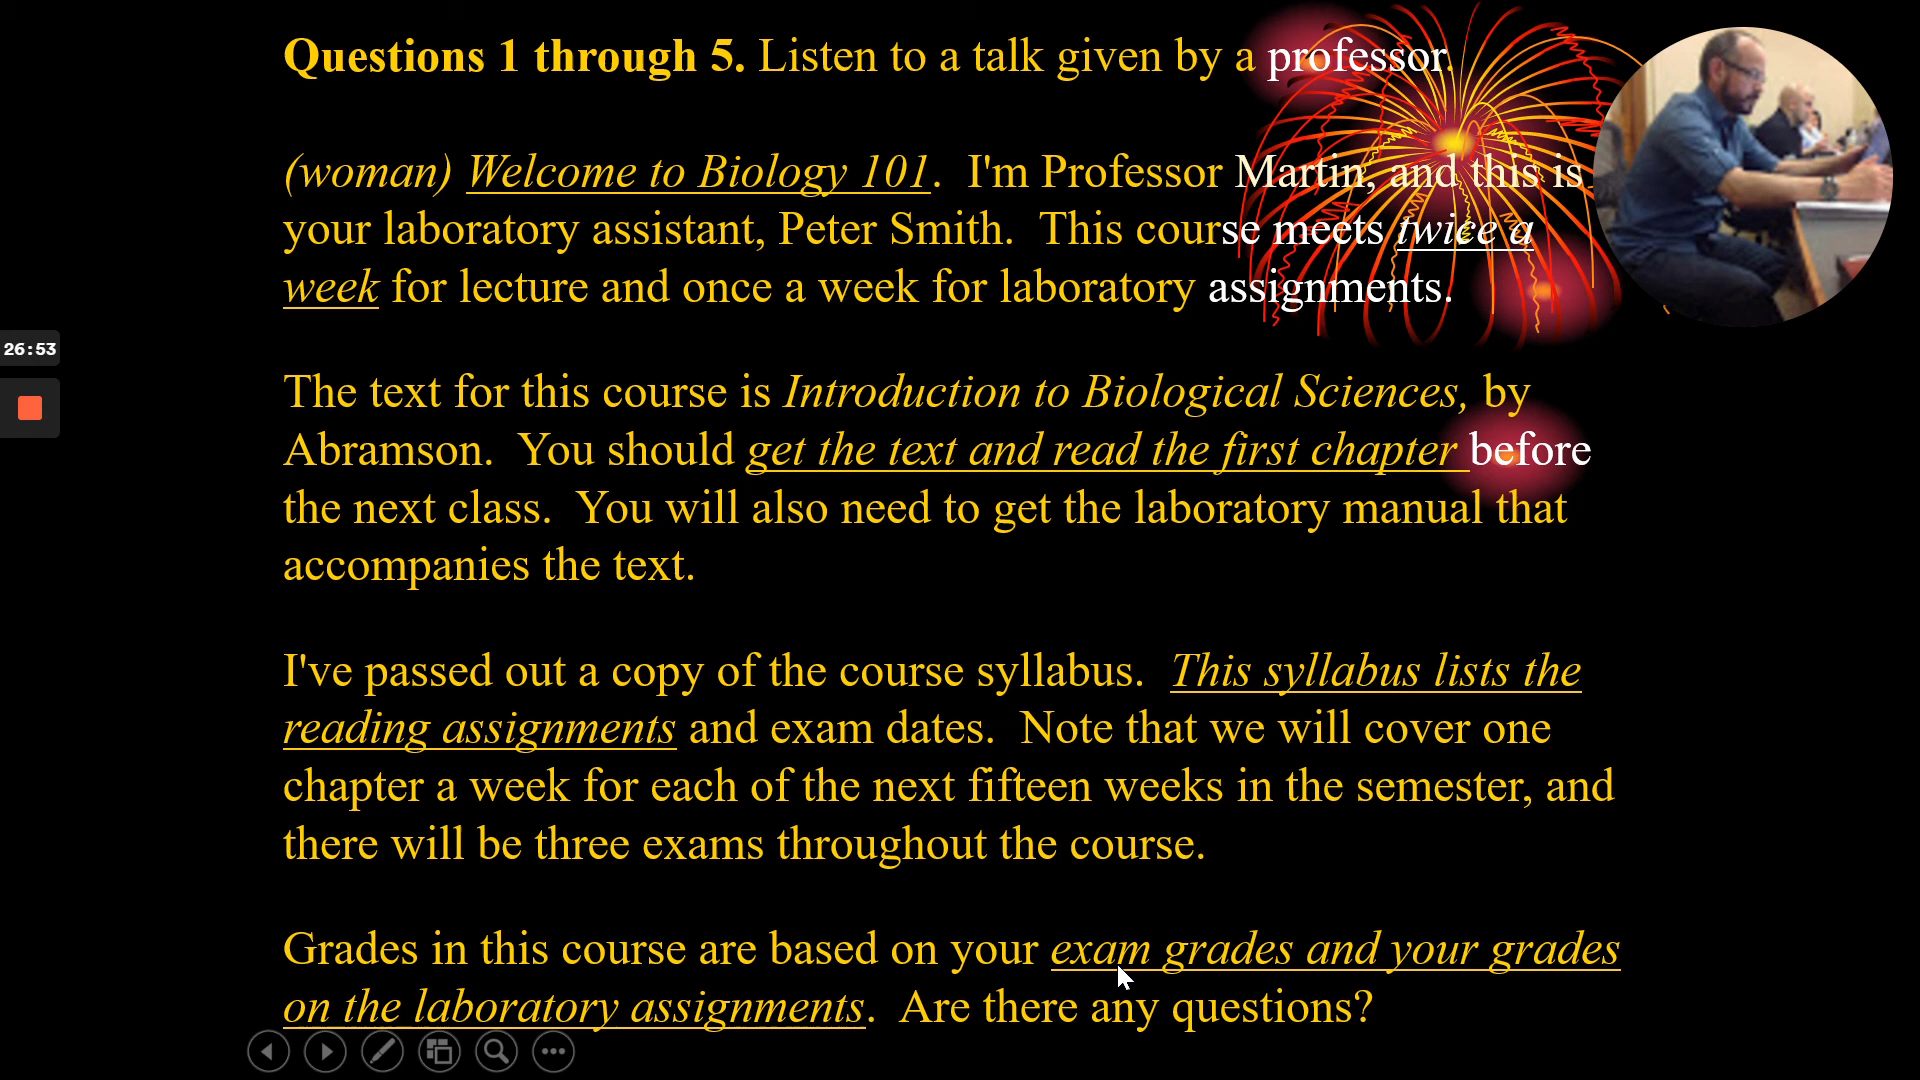 Questions 1 through 5. Listen to a talk given by a professor.
(woman) Welcome to Biology 101. I'm Professor Martin, and this is
your laboratory assistant, Peter Smith. This course meets twice a
week for lecture and once a week for laboratory assignments.
26:53
The text for this course is Introduction to Biological Sciences, by
Abramson. You should get the text and read the first chapter before
the next class. You will also need to get the laboratory manual that
accompanies the text.
I've passed out a copy of the course syllabus. This syllabus lists the
reading assignments and exam dates. Note that we will cover one
chapter a week for each of the next fifteen weeks in the semester, and
there will be three exams throughout the course.
Grades in this course are based on your exam grades and your grades
on the laboratory assignments. Are there any questions?